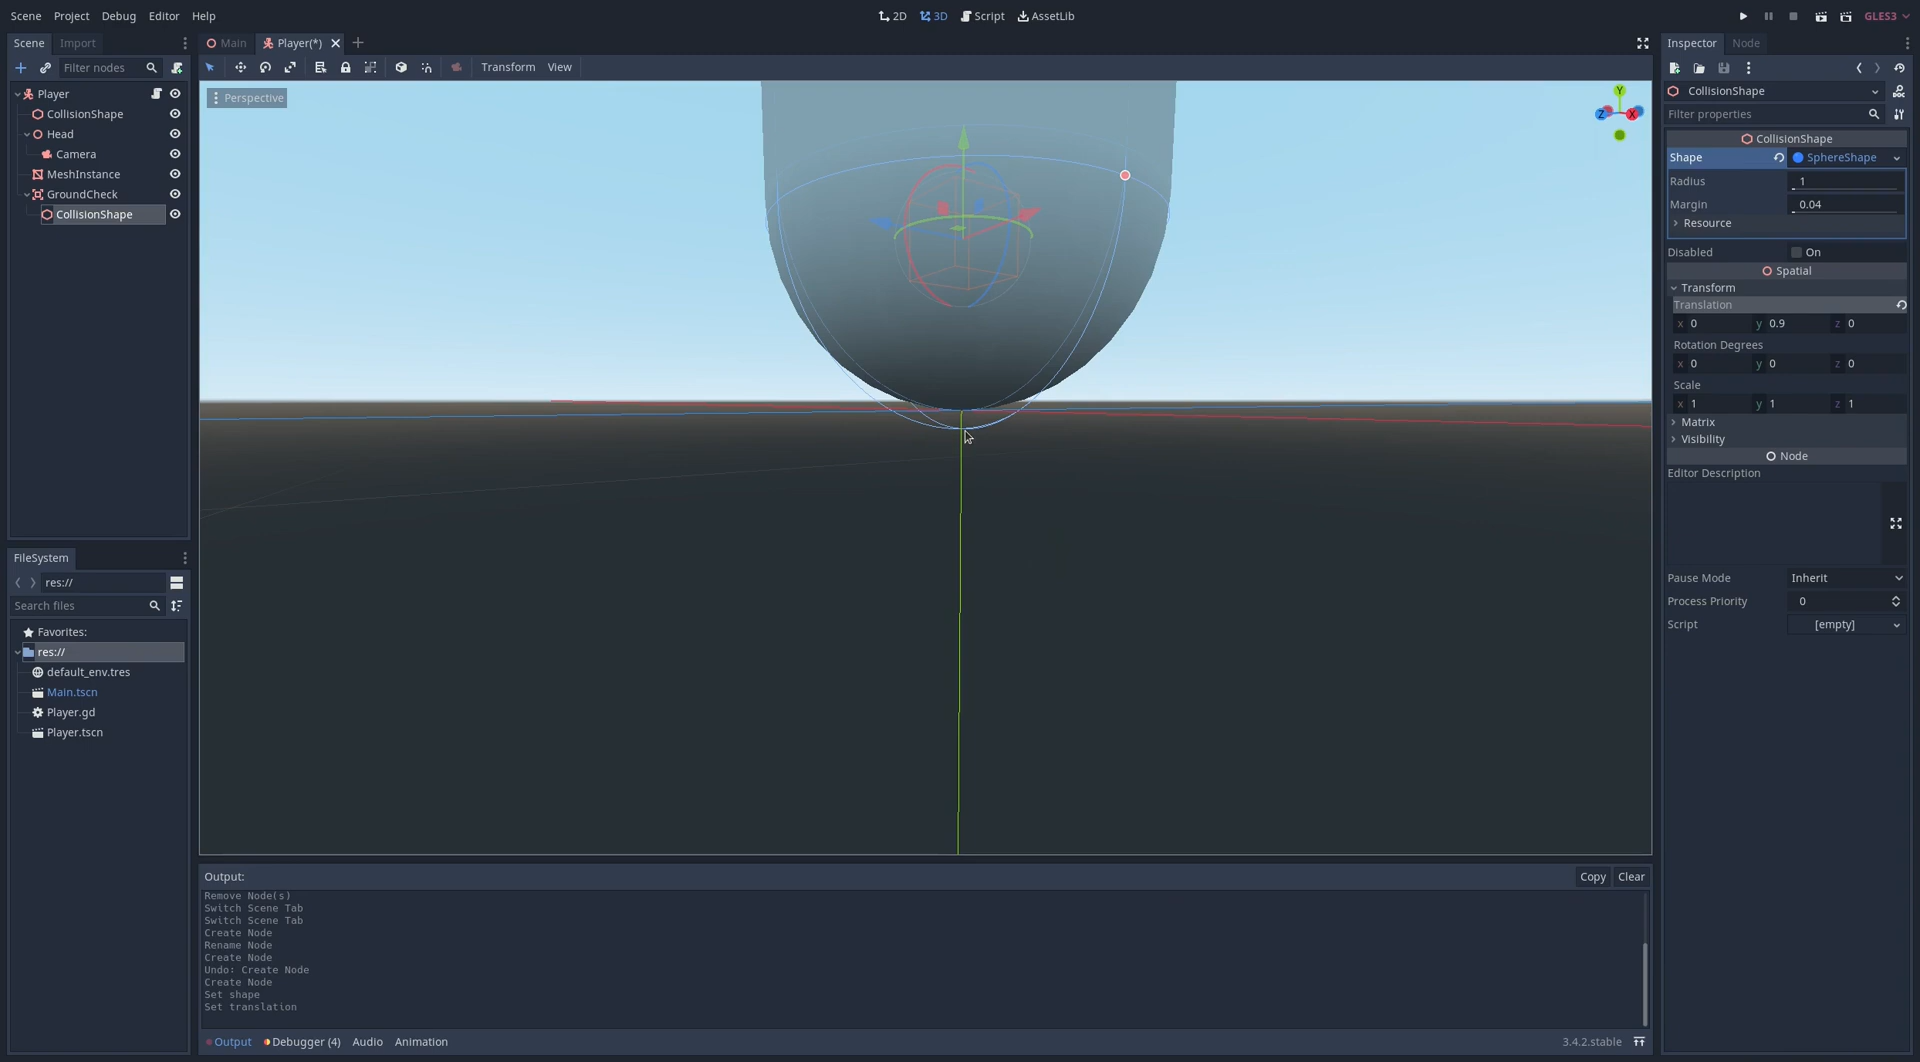 Scene Project Debug Editor Help
2D 3D Script AssetLib
GLES3
Scene Import
Filter nodes
Player
CollisionShape
Head
Camera
MeshInstance
GroundCheck
CollisionShape
FileSystem
res://
Search files
Favorites:
res://
default_env.tres
Main.tscn
Player.gd
Player.tscn
Main Player(*)
Transform View
Perspective
Y
Z
X
Output:
Copy Clear
Remove Node(s)
Switch Scene Tab
Switch Scene Tab
Create Node
Rename Node
Create Node
Undo: Create Node
Create Node
Set shape
Set translation
Output Debugger (4) Audio Animation
3.4.2.stable
Inspector Node
CollisionShape
DOC
Filter properties
CollisionShape
Shape SphereShape
Radius 1
Margin 0.04
Resource
Disabled On
Spatial
Transform
Translation
x 0 y 0.9 z 0
Rotation Degrees
x 0 y 0 z 0
Scale
x 1 y 1 z 1
Matrix
Visibility
Node
Editor Description
Pause Mode Inherit
Process Priority 0
Script [empty]